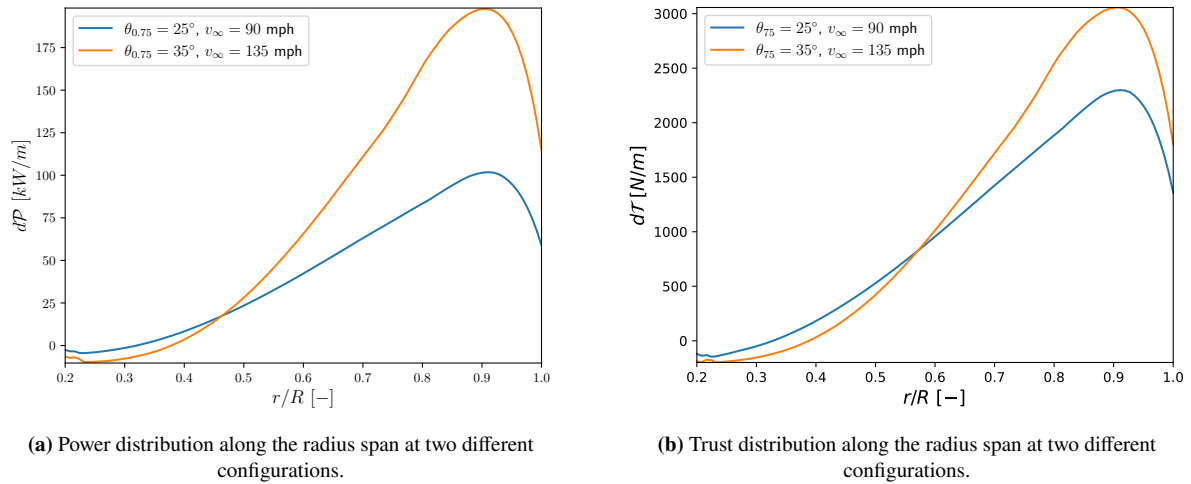 θ0.75 = 25°, v∞ = 90 mph
θ0.75 = 35°, v∞ = 135 mph
175
150
125
100
75
50
25
0
dP [kW/m]
0.2 0.3 0.4 0.5 0.6 0.7 0.8 0.9 1.0
r/R [−]
(a) Power distribution along the radius span at two different
configurations.
θ75 = 25°, v∞ = 90 mph
θ75 = 35°, v∞ = 135 mph
3000
2500
2000
1500
1000
500
0
dT [N/m]
0.2 0.3 0.4 0.5 0.6 0.7 0.8 0.9 1.0
r/R [−]
(b) Trust distribution along the radius span at two different
configurations.